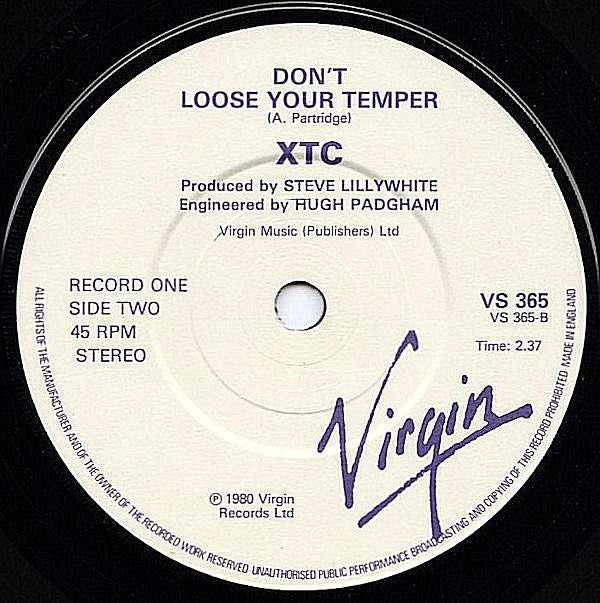 DON'T
LOOSE YOUR TEMPER
(A. Partridge)
XTC
Produced by STEVE LILLYWHITE
Engineered by HUGH PADGHAM
Virgin Music (Publishers) Ltd
RECORD ONE
SIDE TWO
45 RPM
STEREO
VS 365
VS 365-B
Time: 2.37
Virgin
℗ 1980 Virgin
Records Ltd
ALL RIGHTS OF THE MANUFACTURER AND OF THE OWNER OF THE RECORDED WORK RESERVED·UNAUTHORISED PUBLIC PERFORMANCE BROADCASTING AND COPYING OF THIS RECORD PROHIBITED MADE IN ENGLAND